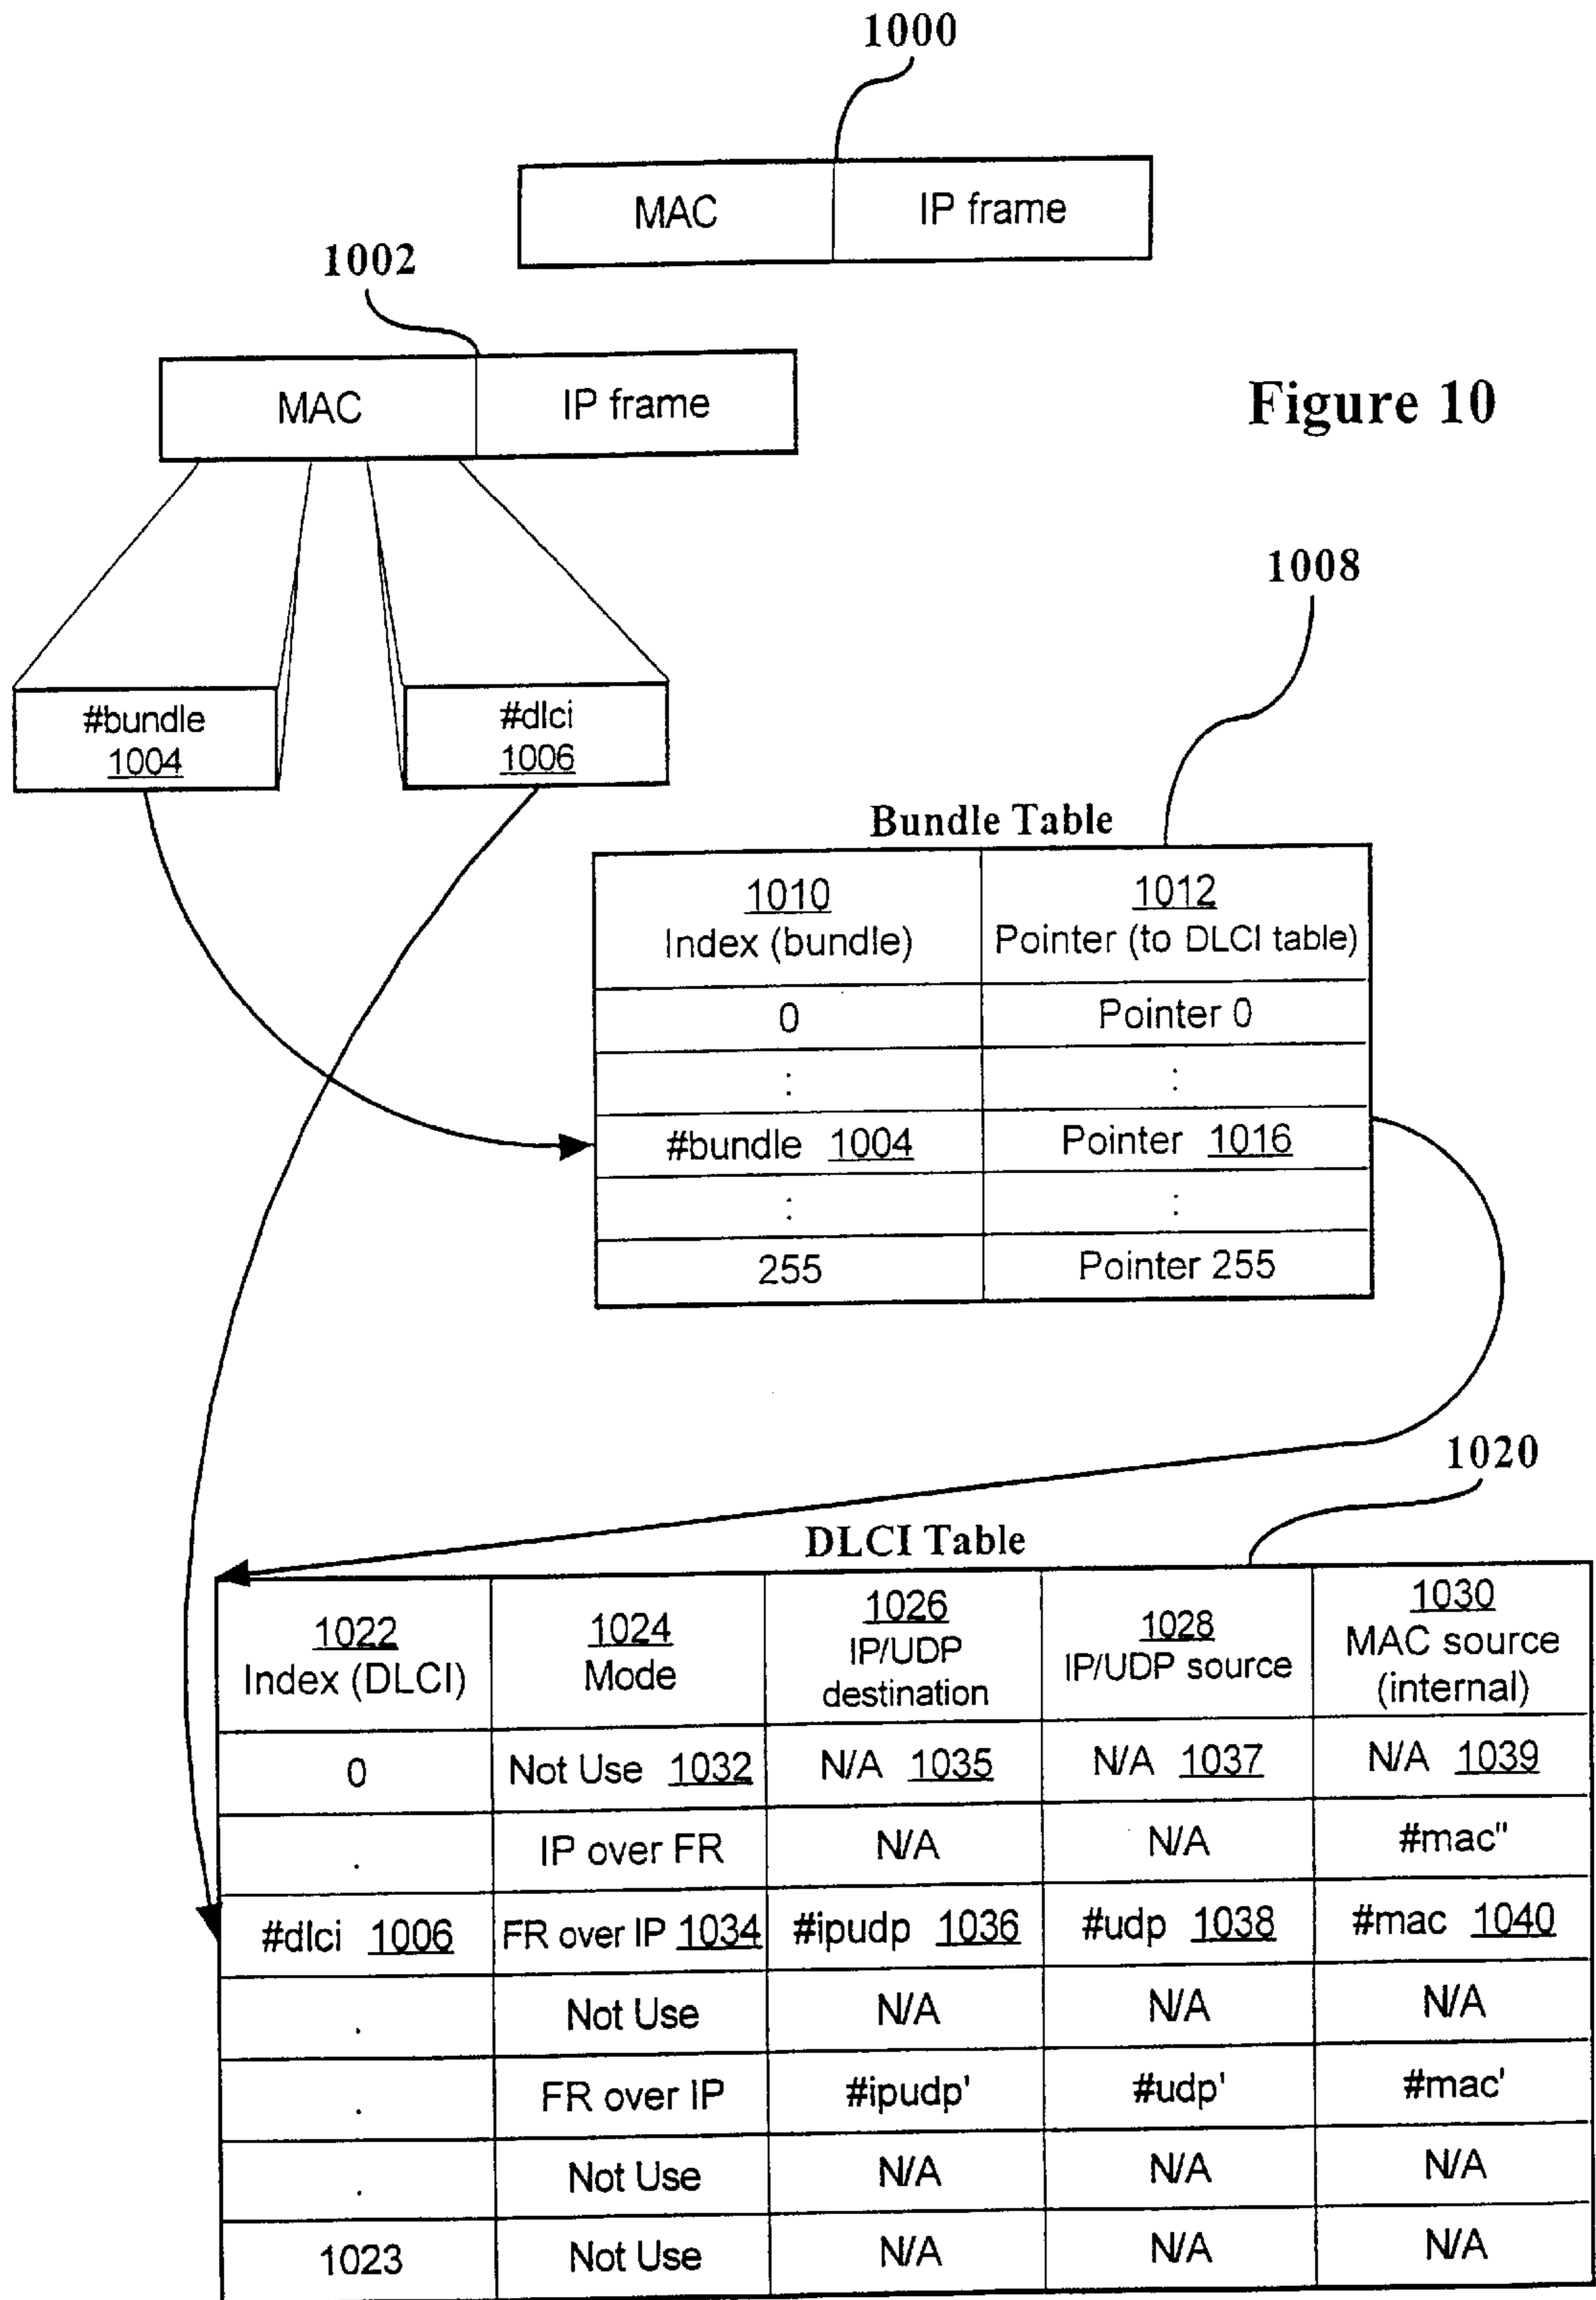 1000
MAC IP frame
1002
MAC IP frame
Figure 10
1008
#bundle
1004
#dlci
1006
Bundle Table
1010
Index (bundle)
1012
Pointer (to DLCI table)
0 Pointer 0
: :
#bundle 1004 Pointer 1016
: :
255 Pointer 255
1020
DLCI Table
1022
Index (DLCI)
1024
Mode
1026
IP/UDP
destination
1028
IP/UDP source
1030
MAC source
(internal)
0 Not Use 1032 N/A 1035 N/A 1037 N/A 1039
. IP over FR N/A N/A #mac"
#dlci 1006 FR over IP 1034 #ipudp 1036 #udp 1038 #mac 1040
. Not Use N/A N/A N/A
. FR over IP #ipudp' #udp' #mac'
. Not Use N/A N/A N/A
1023 Not Use N/A N/A N/A